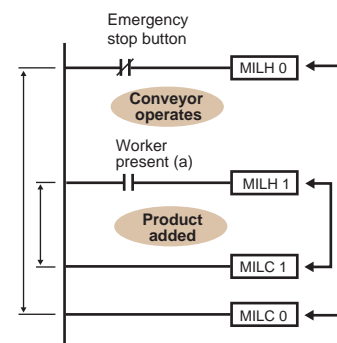 Emergency
stop button
MILH 0
Conveyor
operates
Worker
present (a)
MILH 1
Product
added
MILC 1
MILC 0